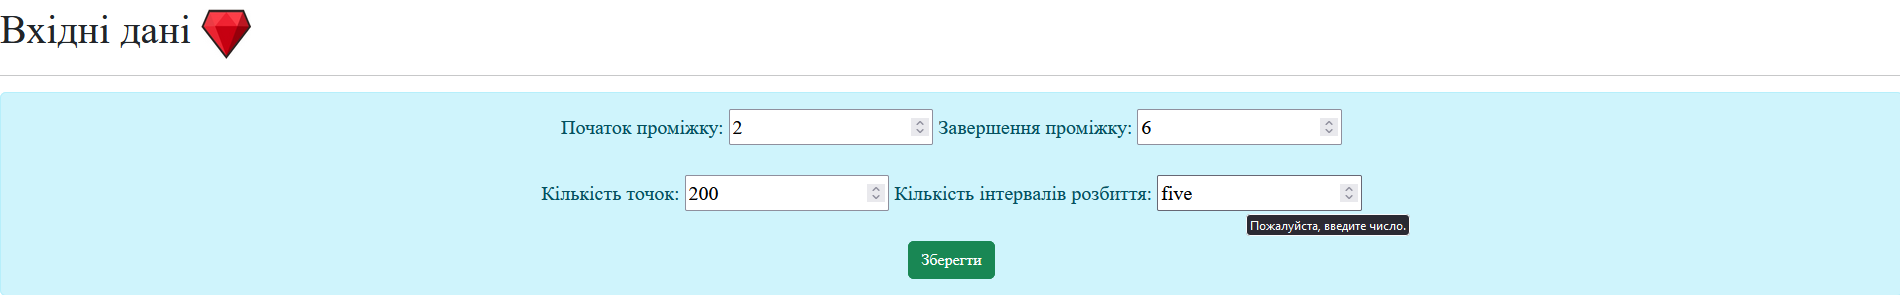 Вхідні дані
Початок проміжку: 2 Завершення проміжку: 6
Кількість точок: 200 Кількість інтервалів розбиття: five
Пожалуйста, введите число.
Зберегти